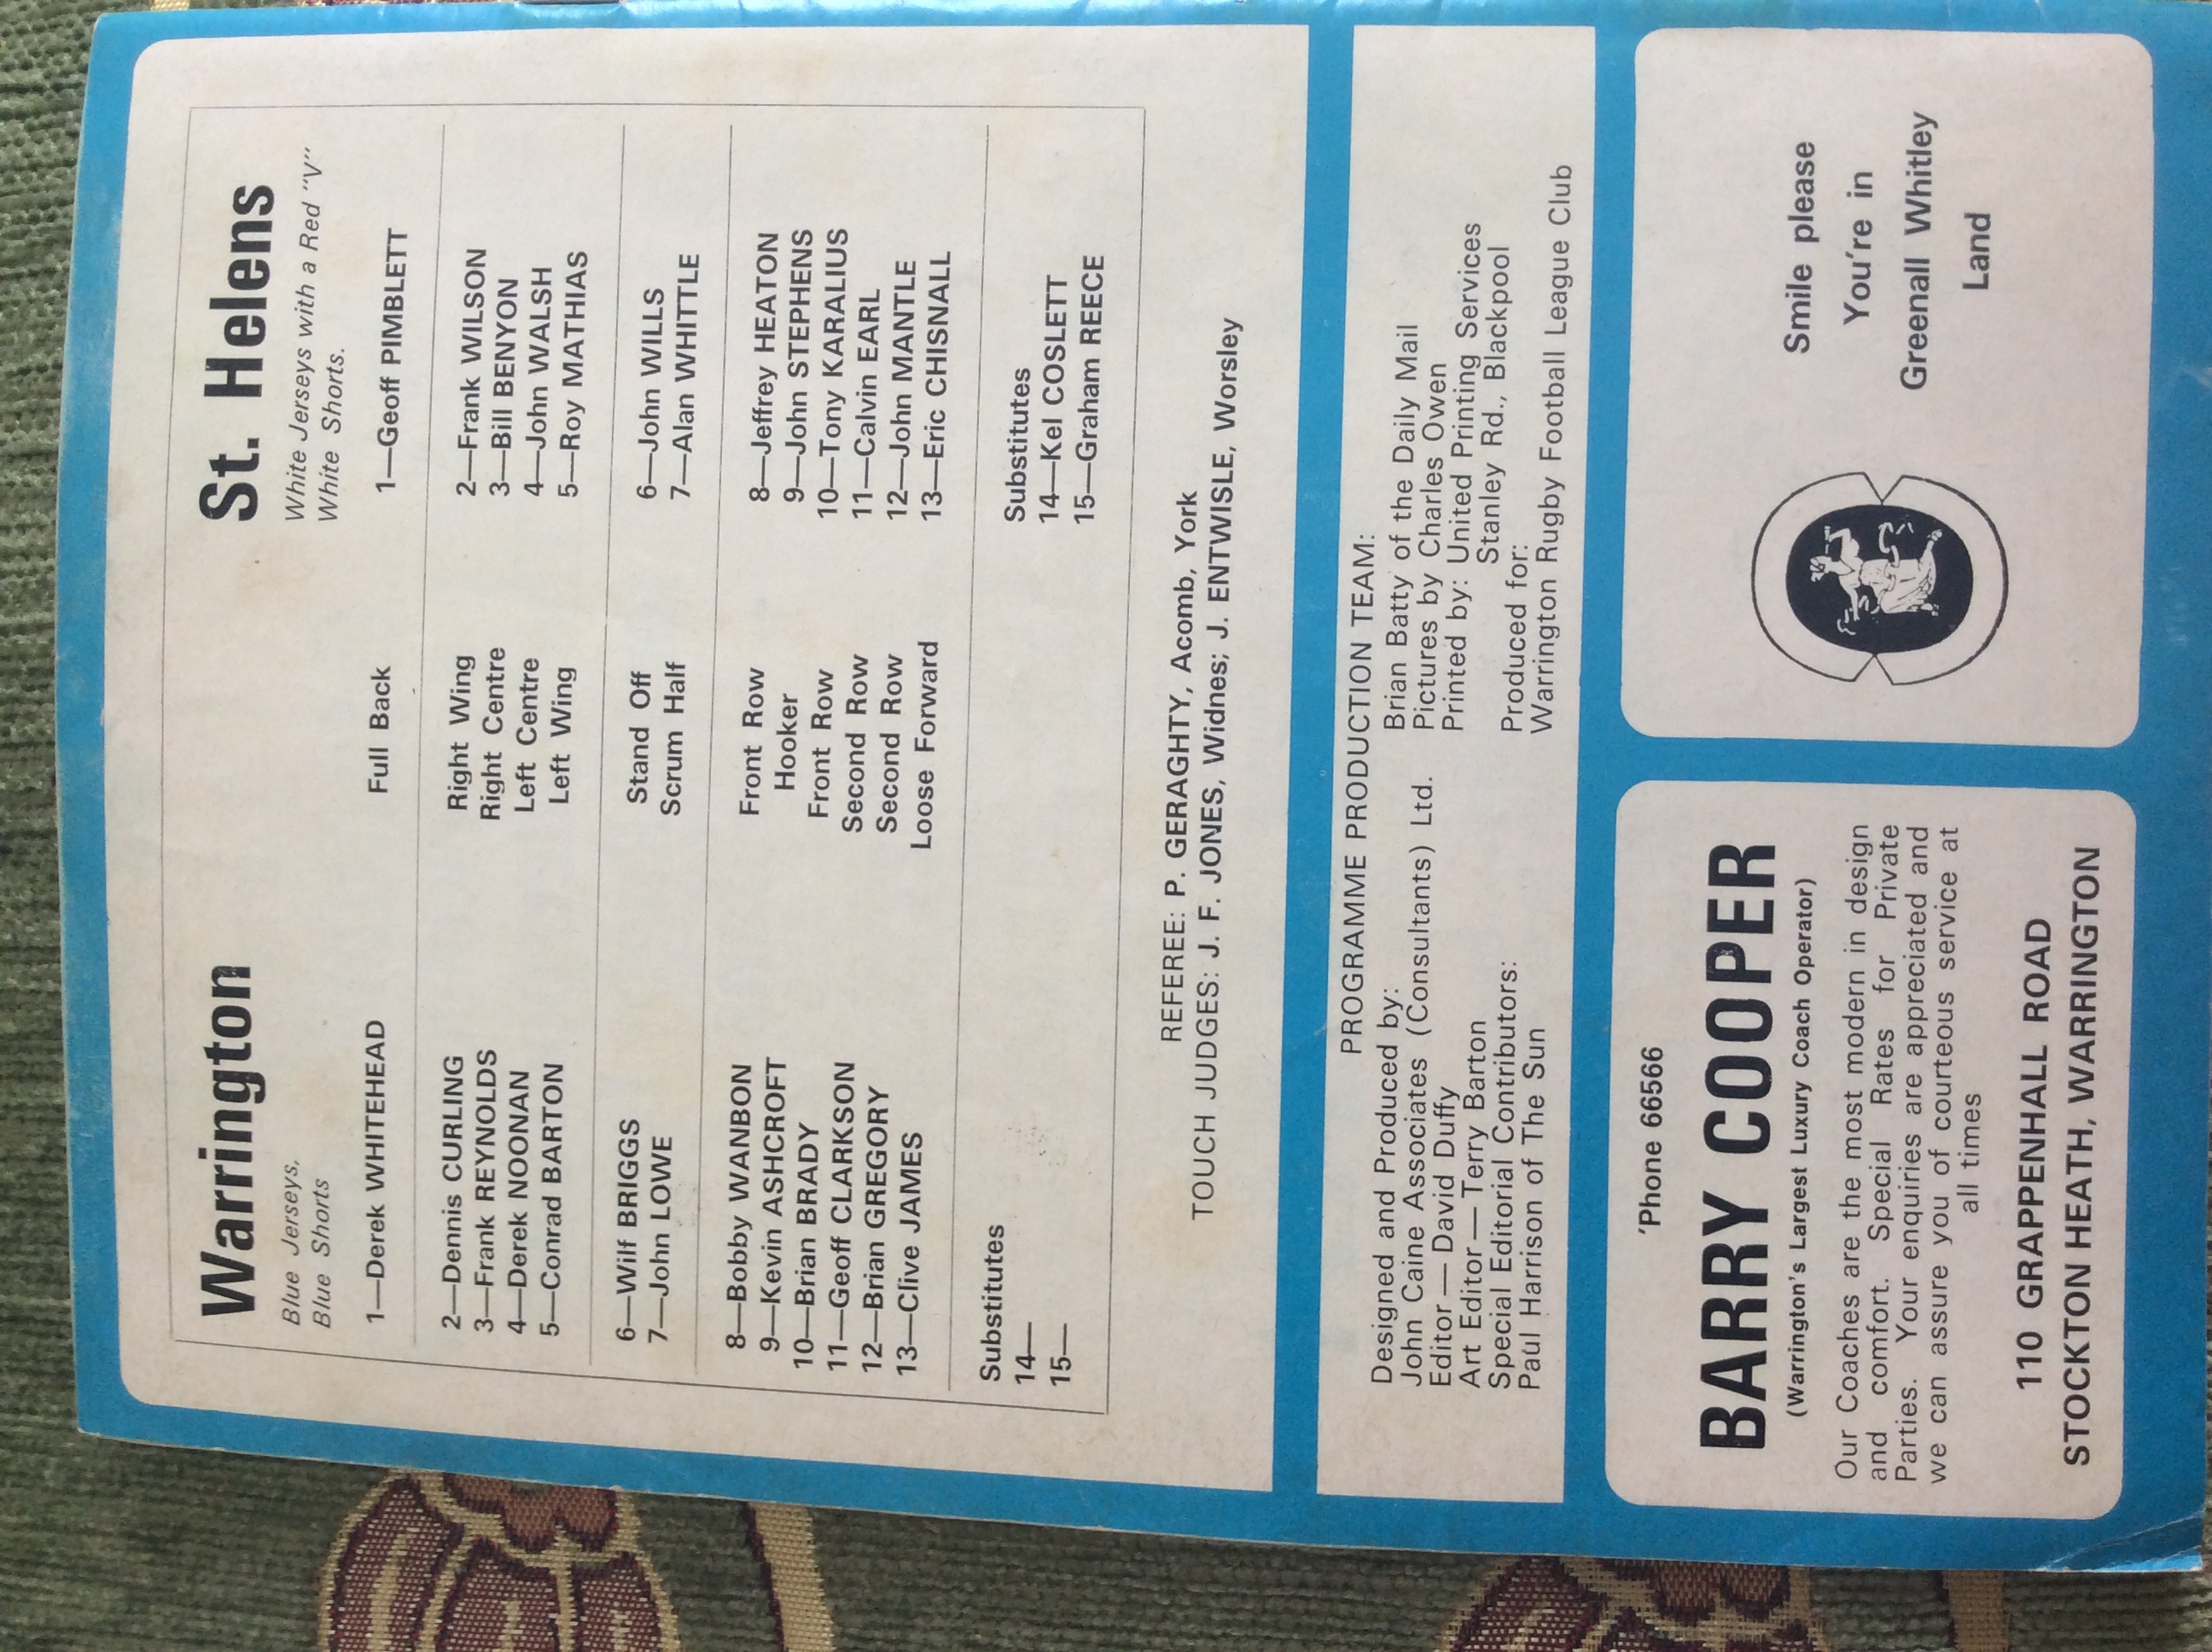 Warrington
St. Helens
Blue Jerseys,
Blue Shorts
White Jerseys with a Red "V"
White Shorts.
1—Derek WHITEHEAD Full Back 1—Geoff PIMBLETT
2—Dennis CURLING Right Wing 2—Frank WILSON
3—Frank REYNOLDS Right Centre 3—Bill BENYON
4—Derek NOONAN Left Centre 4—John WALSH
5—Conrad BARTON Left Wing 5—Roy MATHIAS
6—Wilf BRIGGS Stand Off 6—John WILLS
7—John LOWE Scrum Half 7—Alan WHITTLE
8—Bobby WANBON Front Row 8—Jeffrey HEATON
9—Kevin ASHCROFT Hooker 9—John STEPHENS
10—Brian BRADY Front Row 10—Tony KARALIUS
11—Geoff CLARKSON Second Row 11—Calvin EARL
12—Brian GREGORY Second Row 12—John MANTLE
13—Clive JAMES Loose Forward 13—Eric CHISNALL
Substitutes Substitutes
14— 14—Kel COSLETT
15— 15—Graham REECE
REFEREE: P. GERAGHTY, Acomb, York
TOUCH JUDGES: J. F. JONES, Widnes; J. ENTWISLE, Worsley
PROGRAMME PRODUCTION TEAM:
Designed and Produced by:
John Caine Associates (Consultants) Ltd.
Editor — David Duffy
Art Editor — Terry Barton
Special Editorial Contributors:
Paul Harrison of The Sun
Brian Batty of the Daily Mail
Pictures by Charles Owen
Printed by: United Printing Services
Stanley Rd., Blackpool
Produced for:
Warrington Rugby Football League Club
'Phone 66566
BARRY COOPER
(Warrington's Largest Luxury Coach Operator)
Our Coaches are the most modern in design
and comfort. Special Rates for Private
Parties. Your enquiries are appreciated and
we can assure you of courteous service at
all times
110 GRAPPENHALL ROAD
STOCKTON HEATH, WARRINGTON
Smile please
You're in
Greenall Whitley
Land